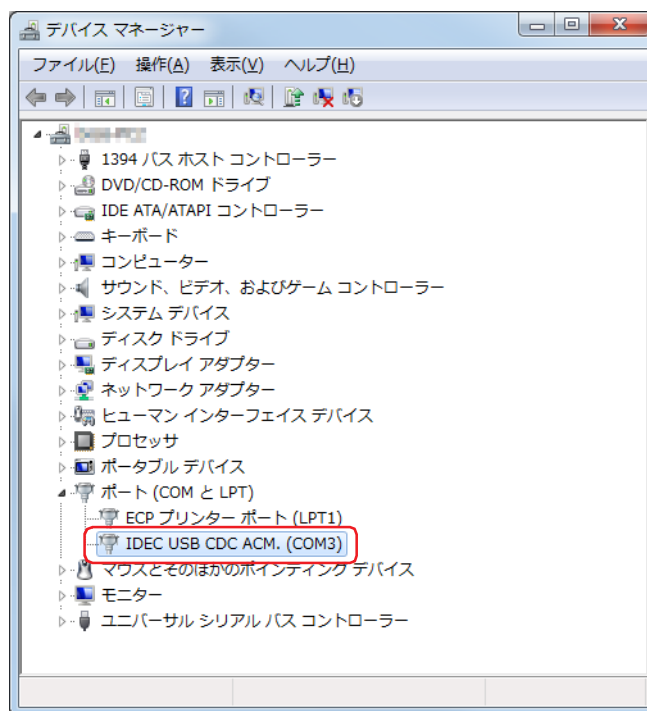 デバイス マネージャー
ファイル(F) 操作(A) 表示(V) ヘルプ(H)
1394 バス ホスト コントローラー
DVD/CD-ROM ドライブ
IDE ATA/ATAPI コントローラー
キーボード
コンピューター
サウンド、ビデオ、およびゲーム コントローラー
システム デバイス
ディスク ドライブ
ディスプレイ アダプター
ネットワーク アダプター
ヒューマン インターフェイス デバイス
プロセッサ
ポータブル デバイス
ポート (COM と LPT)
ECP プリンター ポート (LPT1)
IDEC USB CDC ACM. (COM3)
マウスとそのほかのポインティング デバイス
モニター
ユニバーサル シリアル バス コントローラー